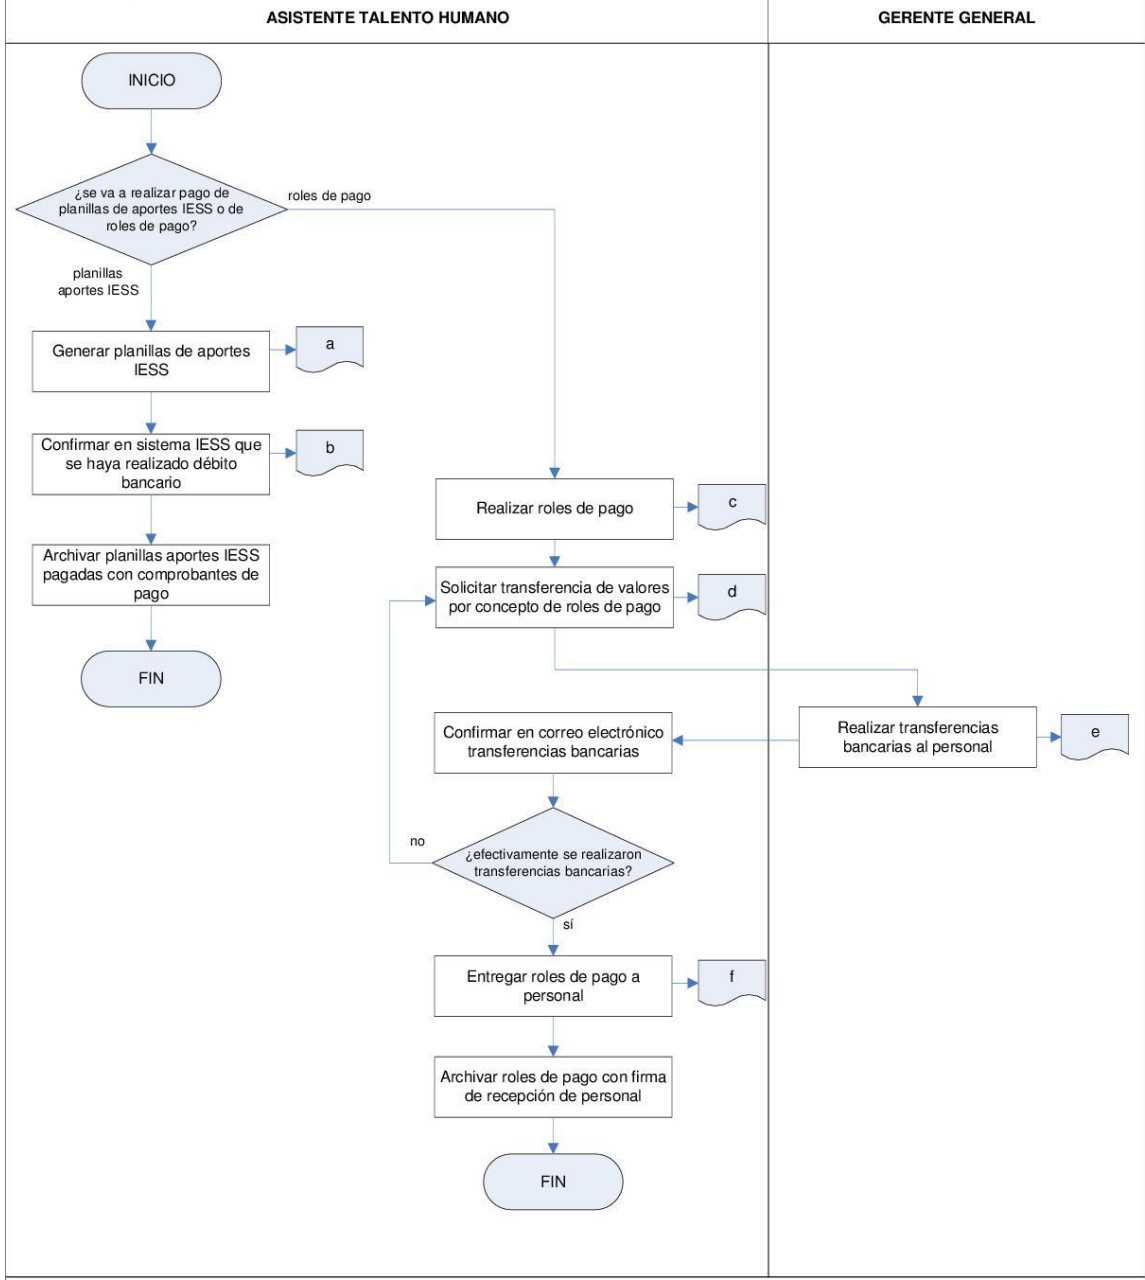 ASISTENTE TALENTO HUMANO
GERENTE GENERAL
INICIO
¿se va a realizar pago de
planillas de aportes IESS o de
roles de pago?
roles de pago
planillas
aportes IESS
Generar planillas de aportes
IESS
a
Confirmar en sistema IESS que
se haya realizado débito
bancario
b
Archivar planillas aportes IESS
pagadas con comprobantes de
pago
FIN
Realizar roles de pago
c
Solicitar transferencia de valores
por concepto de roles de pago
d
Realizar transferencias
bancarias al personal
e
Confirmar en correo electrónico
transferencias bancarias
no
¿efectivamente se realizaron
transferencias bancarias?
sí
Entregar roles de pago a
personal
f
Archivar roles de pago con firma
de recepción de personal
FIN